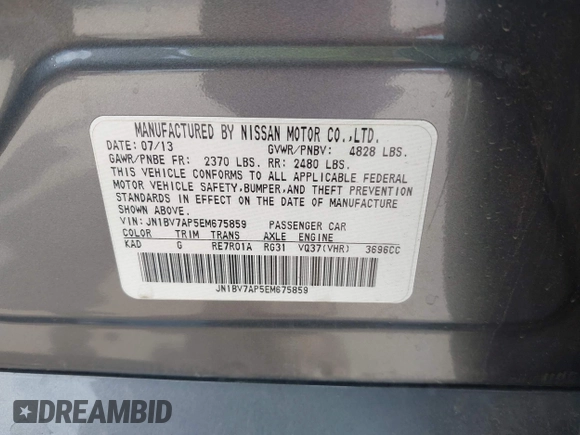 MANUFACTURED BY NISSAN MOTOR CO.,LTD.
DATE: 07/13 GVWR/PNBV: 4828 LBS.
GAWR/PNBE FR: 2370 LBS. RR: 2480 LBS.
THIS VEHICLE CONFORMS TO ALL APPLICABLE FEDERAL
MOTOR VEHICLE SAFETY,BUMPER,AND THEFT PREVENTION
STANDARDS IN EFFECT ON THE DATE OF MANUFACTURE
SHOWN ABOVE.
VIN: JN1BV7AP5EM675859 PASSENGER CAR
COLOR TRIM TRANS AXLE ENGINE
KAD G RE7R01A RG31 VQ37(VHR) 3696CC
JN1BV7AP5EM675859
DREAMBID